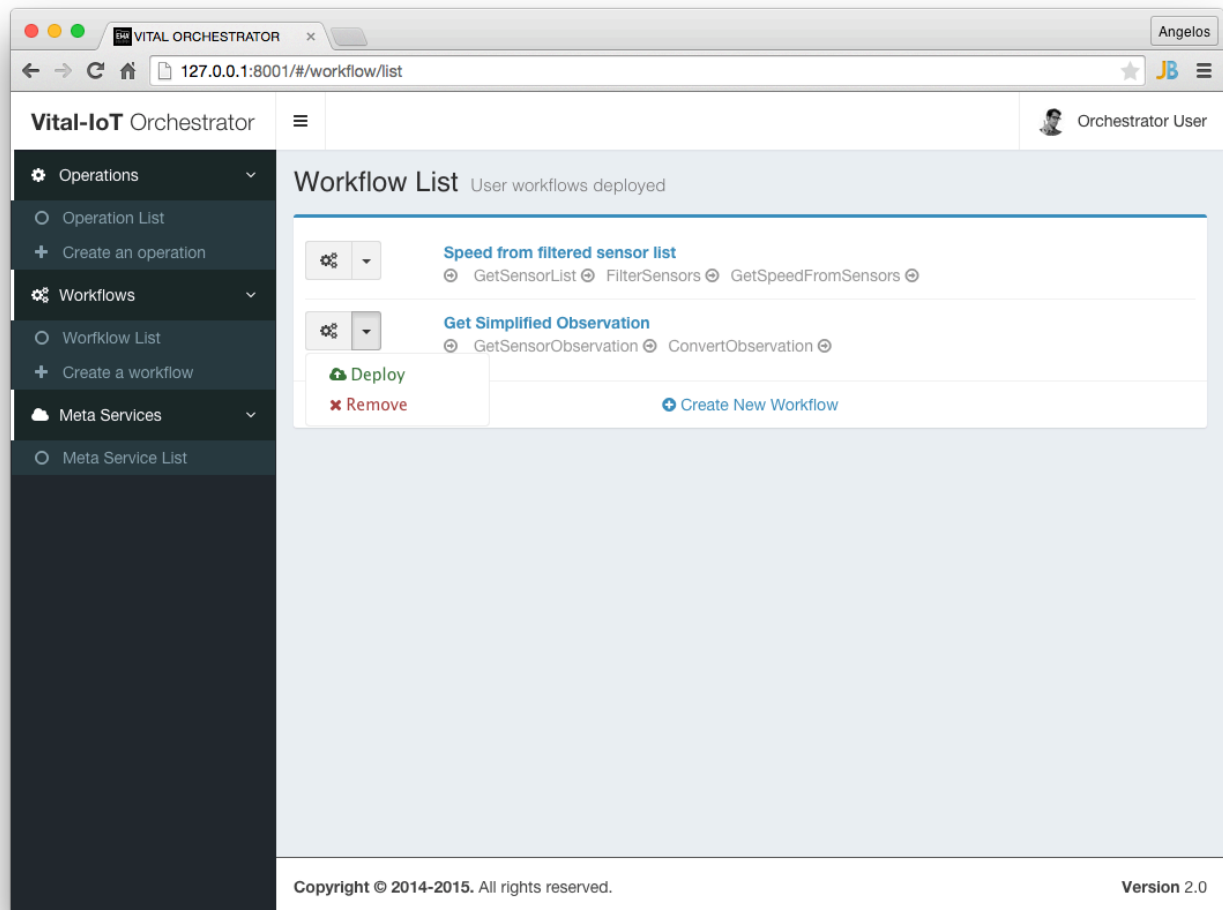 VITAL ORCHESTRATOR
Angelos
127.0.0.1:8001/#/workflow/list
JB
Vital-IoT Orchestrator
Orchestrator User
Operations
Operation List
Create an operation
Workflows
Worfklow List
Create a workflow
Meta Services
Meta Service List
Workflow List User workflows deployed
Speed from filtered sensor list
GetSensorList FilterSensors GetSpeedFromSensors
Get Simplified Observation
GetSensorObservation ConvertObservation
Deploy
Remove
Create New Workflow
Copyright © 2014-2015. All rights reserved.
Version 2.0